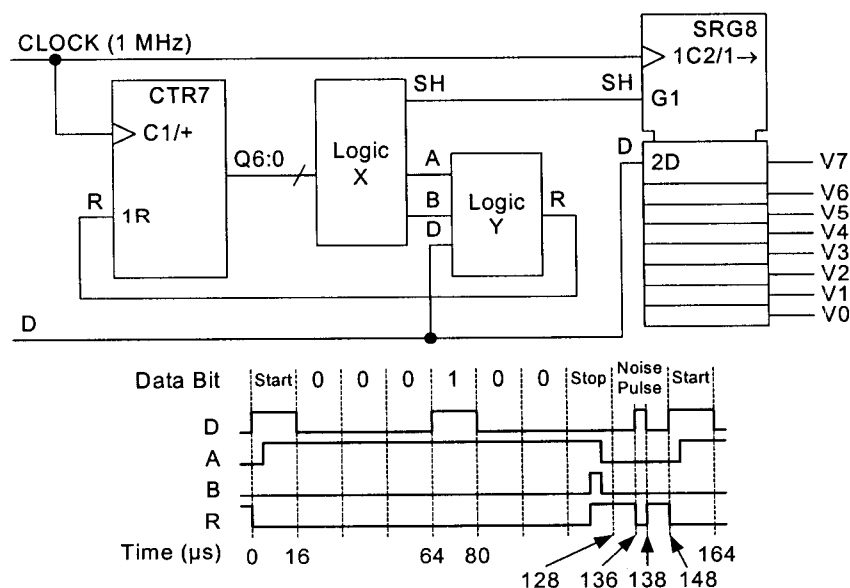 CLOCK (1 MHz)
CTR7
C1/+
R
1R
Q6:0
Logic
X
SH
A
B
D
Logic
Y
R
SRG8
1C2/1→
SH
G1
D
2D
V7
V6
V5
V4
V3
V2
V1
V0
D
Data Bit Start 0 0 0 1 0 0 Stop Noise Pulse Start
D
A
B
R
Time (µs) 0 16 64 80 164
128 136 138 148